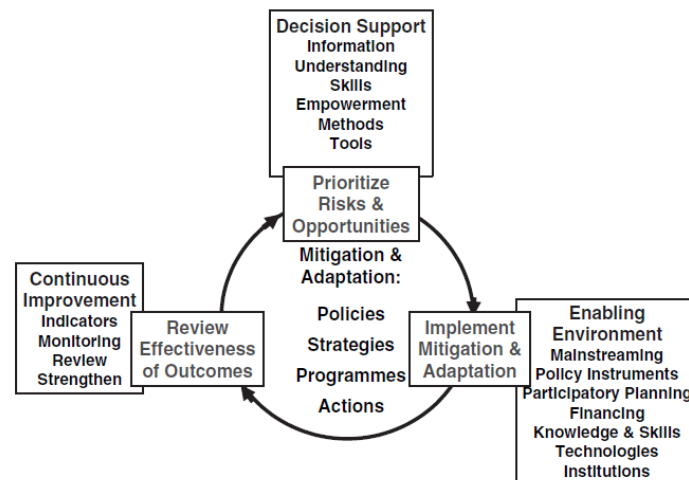 Decision Support
Information
Understanding
Skills
Empowerment
Methods
Tools
Prioritize
Risks &
Opportunities
Mitigation &
Adaptation:
Policies
Strategies
Programmes
Actions
Implement
Mitigation &
Adaptation
Enabling
Environment
Mainstreaming
Policy Instruments
Participatory Planning
Financing
Knowledge & Skills
Technologies
Institutions
Review
Effectiveness
of Outcomes
Continuous
Improvement
Indicators
Monitoring
Review
Strengthen